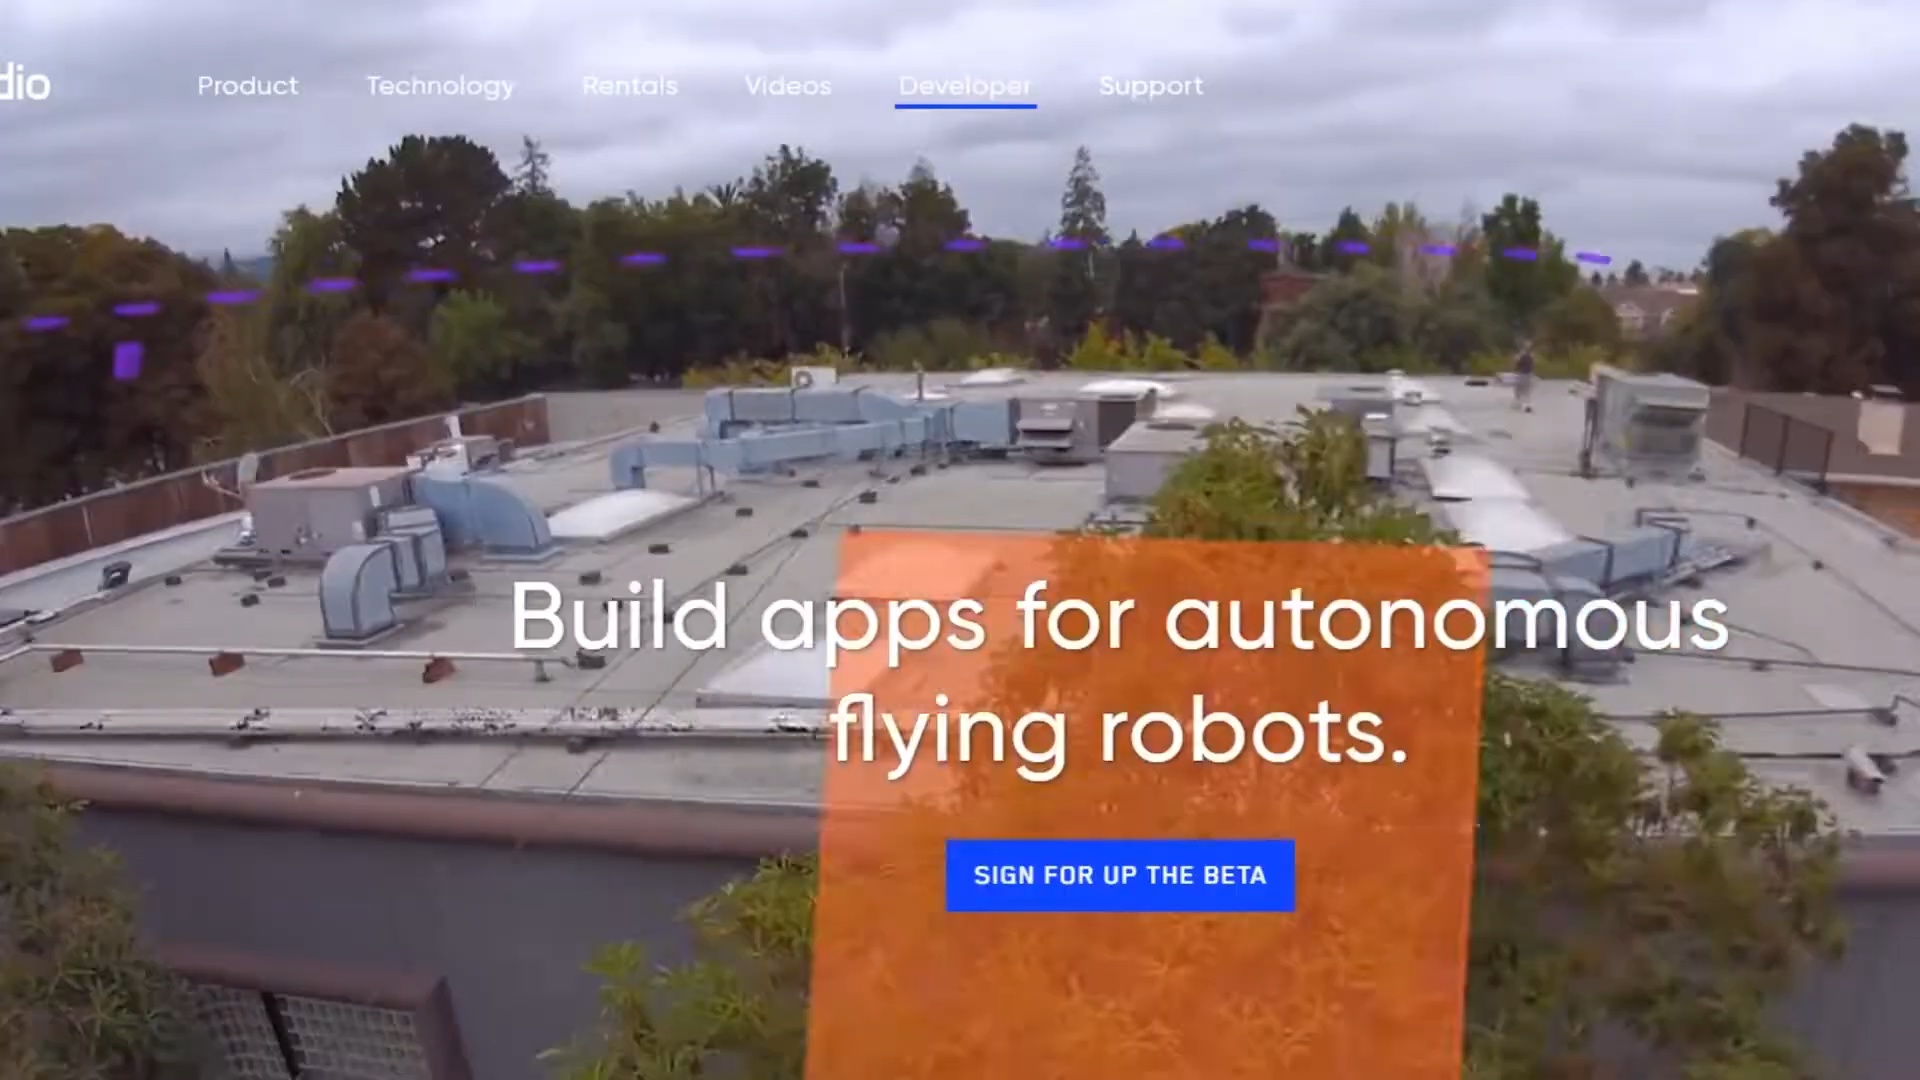 dio
Product
Technology
Rentals
Videos
Developer
Support
Build apps for autonomous
flying robots.
SIGN FOR UP THE BETA